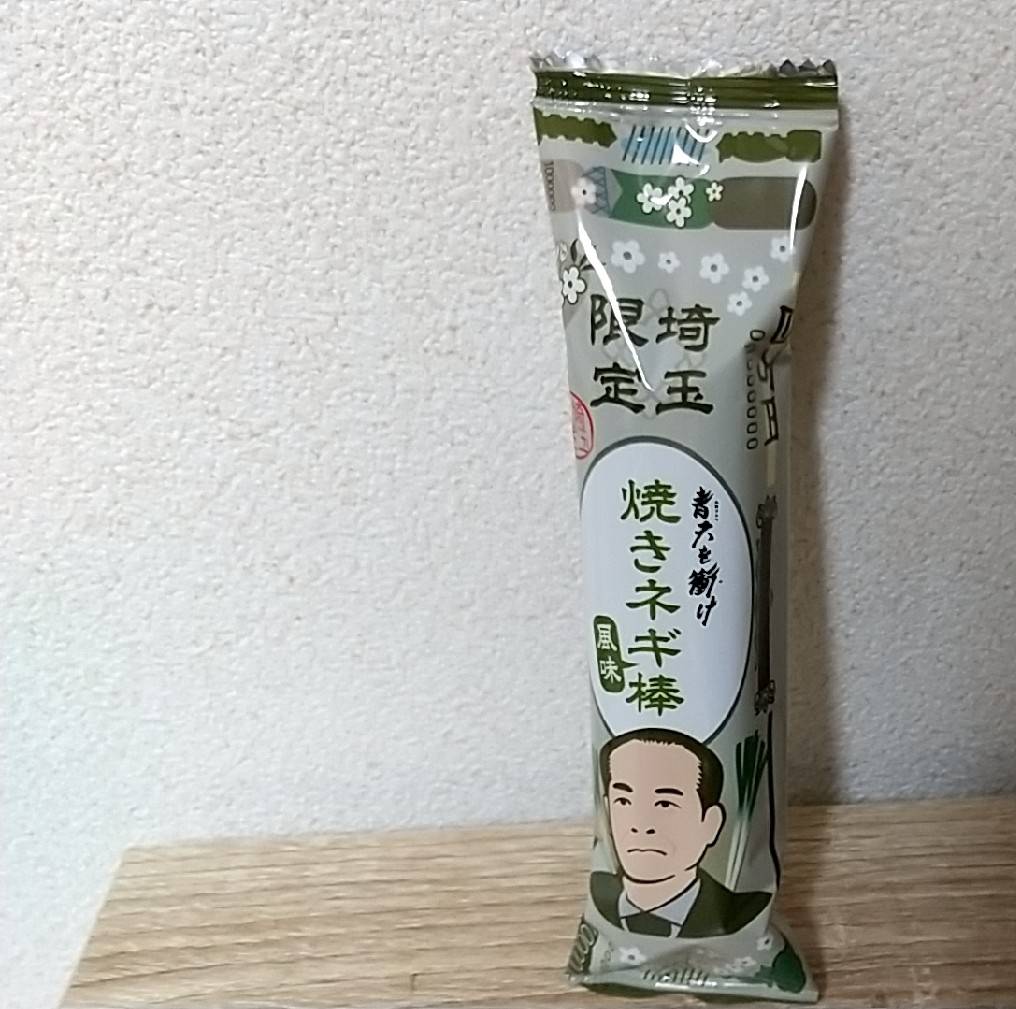 埼玉
限定
青天を衝け
焼きネギ棒
風味